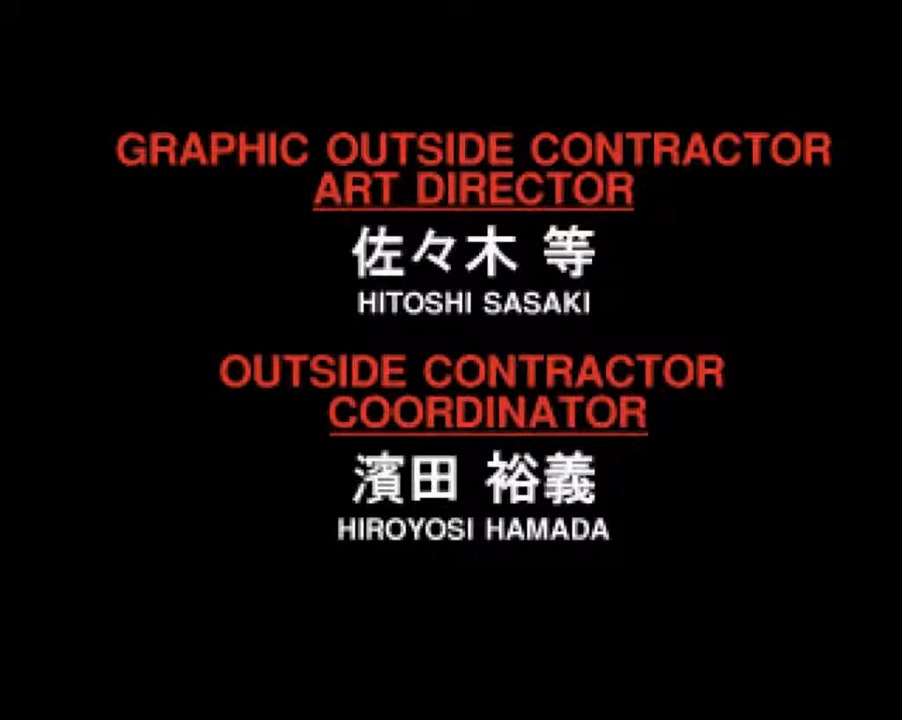 GRAPHIC OUTSIDE CONTRACTOR
ART DIRECTOR
佐々木 等
HITOSHI SASAKI
OUTSIDE CONTRACTOR
COORDINATOR
濱田 裕義
HIROYOSI HAMADA